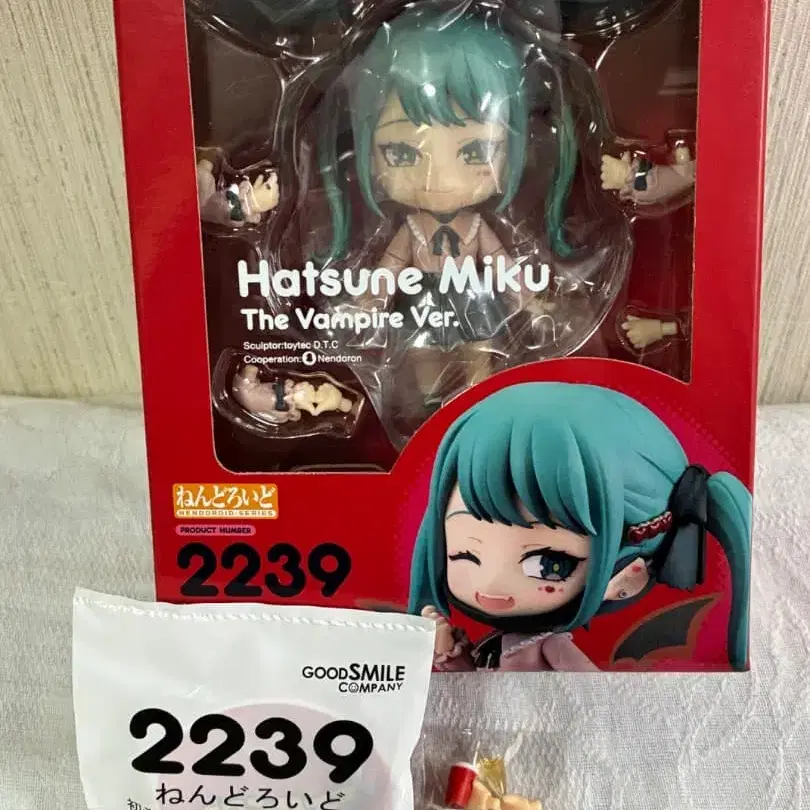 Hatsune Miku
The Vampire Ver.
Sculptor:toytec D.T.C
Cooperation: Nendoron
ねんどろいど
NENDOROID SERIES
PRODUCT NUMBER
2239
GOODSMILE
COMPANY
2239
ねんどろいど
初